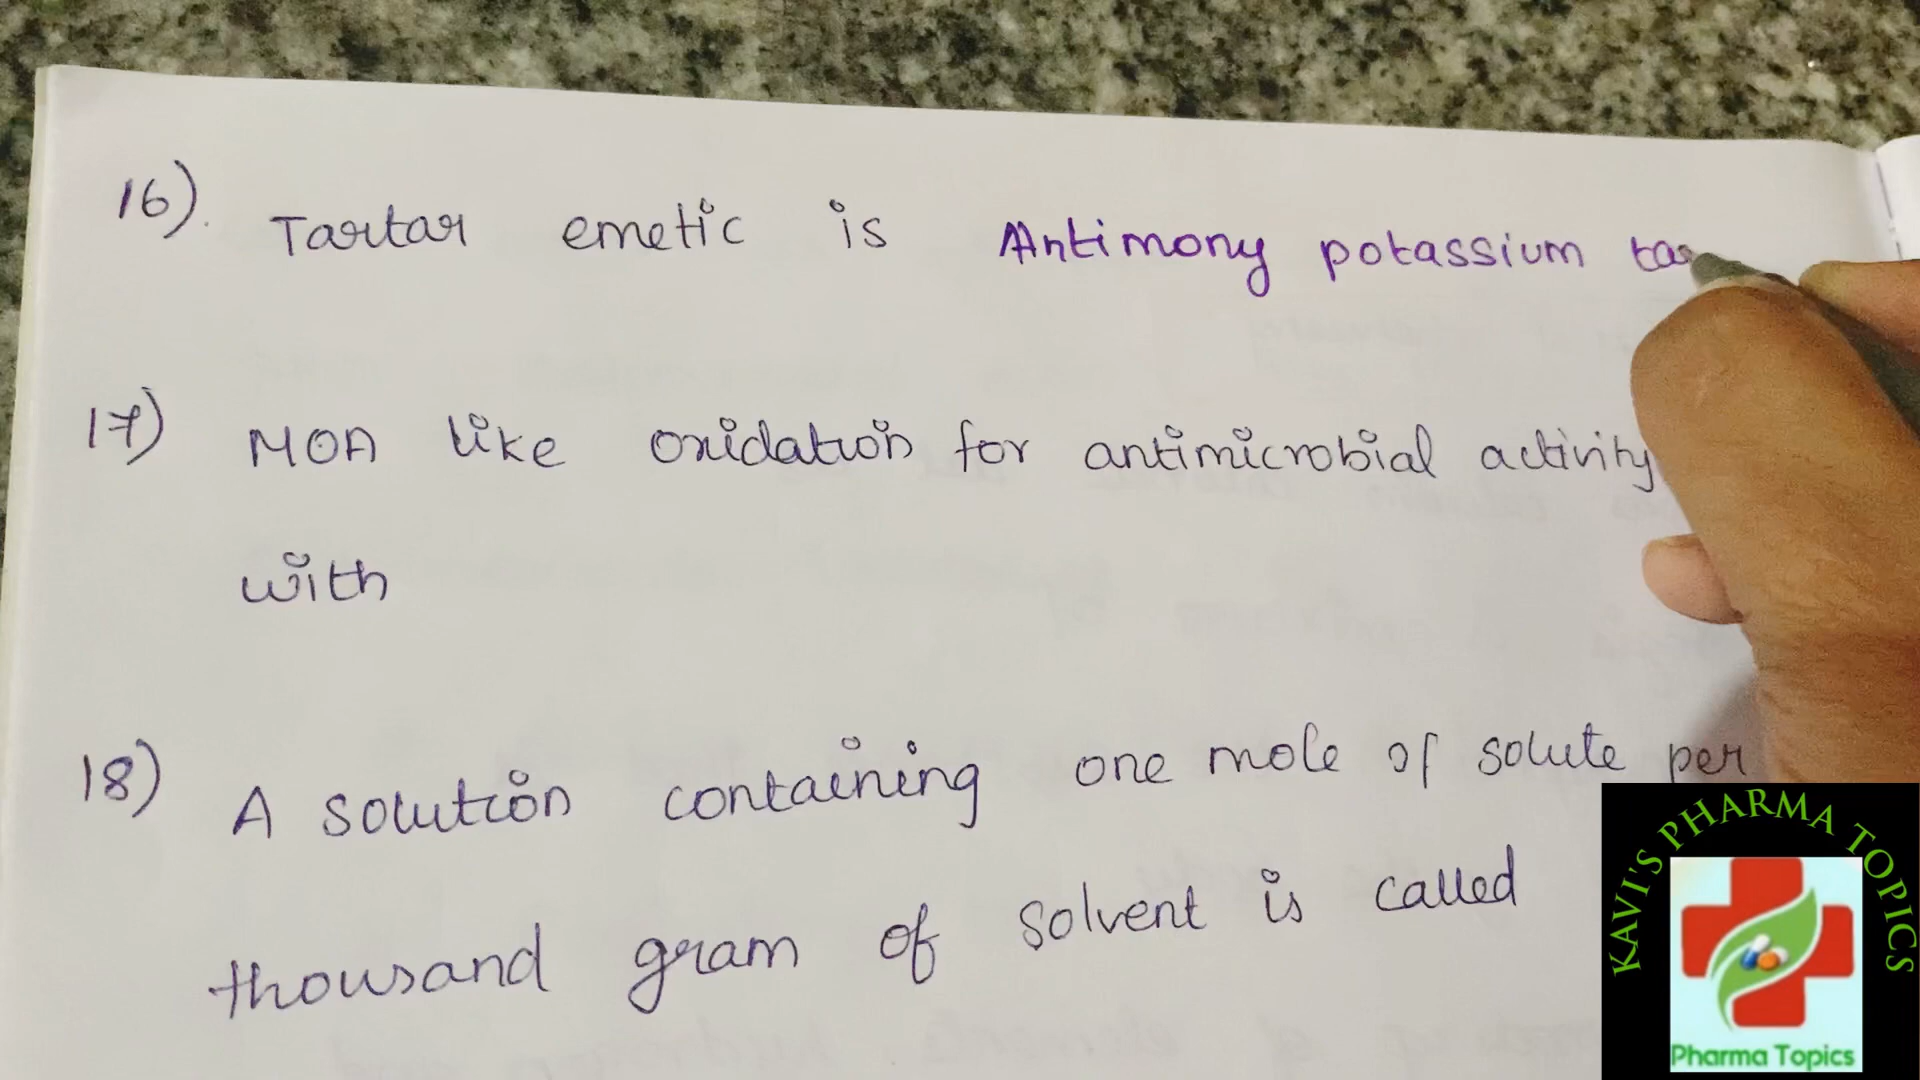 16). Tartar emetic is Antimony potassium tar
17) MOA like oxidation for antimicrobial activity
with
18) A solution containing one mole of solute per
thousand gram of solvent is called
KAVI'S PHARMA TOPICS
Pharma Topics